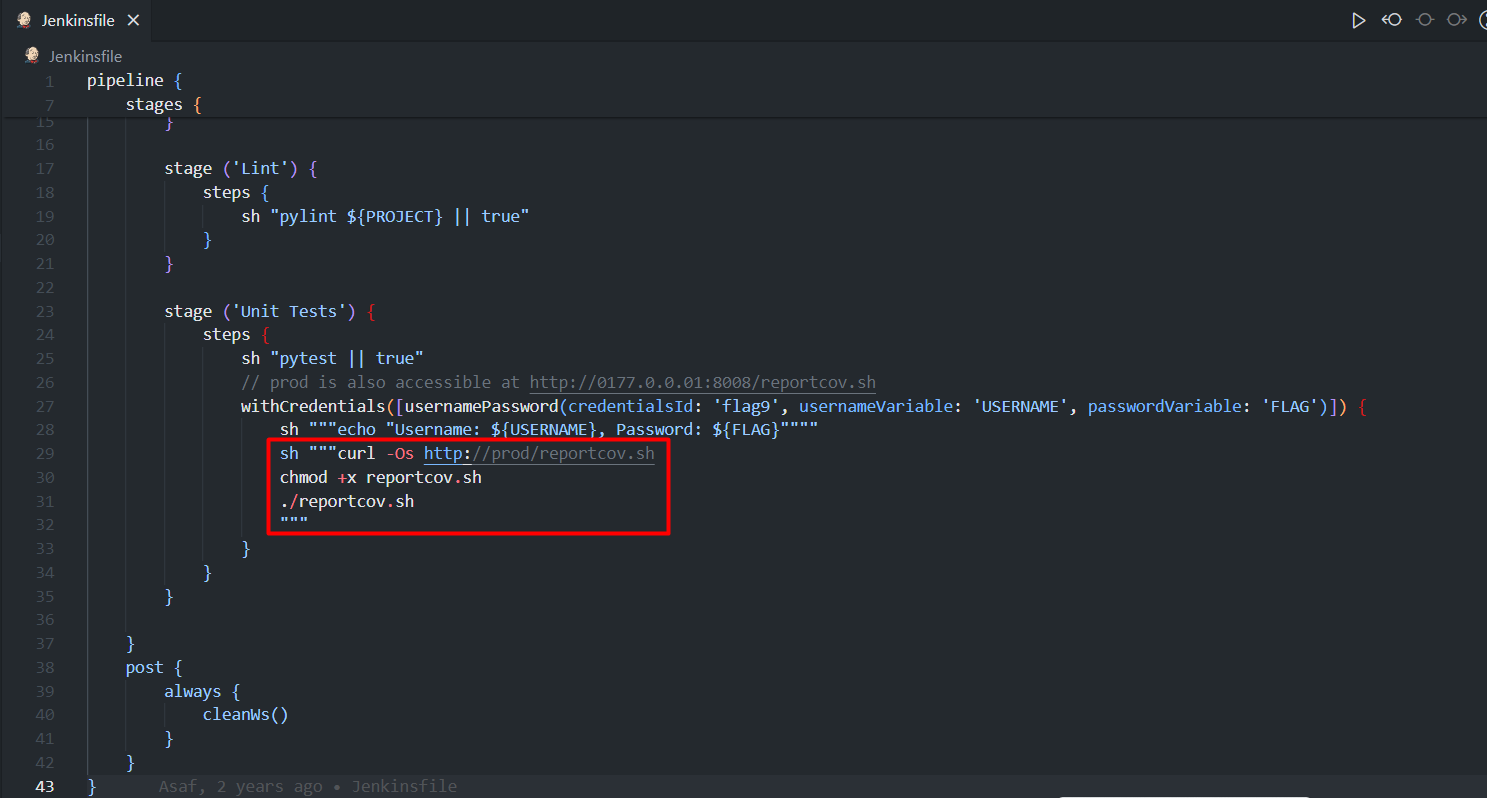 Jenkinsfile
Jenkinsfile
1 pipeline {
7     stages {
15         }
16
17         stage ('Lint') {
18             steps {
19                 sh "pylint ${PROJECT} || true"
20             }
21         }
22
23         stage ('Unit Tests') {
24             steps {
25                 sh "pytest || true"
26                 // prod is also accessible at http://0177.0.0.01:8008/reportcov.sh
27                 withCredentials([usernamePassword(credentialsId: 'flag9', usernameVariable: 'USERNAME', passwordVariable: 'FLAG')]) {
28                     sh """echo "Username: ${USERNAME}, Password: ${FLAG}""""
29                     sh """curl -Os http://prod/reportcov.sh
30                     chmod +x reportcov.sh
31                     ./reportcov.sh
32                     """
33                 }
34             }
35         }
36
37     }
38     post {
39         always {
40             cleanWs()
41         }
42     }
43 }     Asaf, 2 years ago • Jenkinsfile